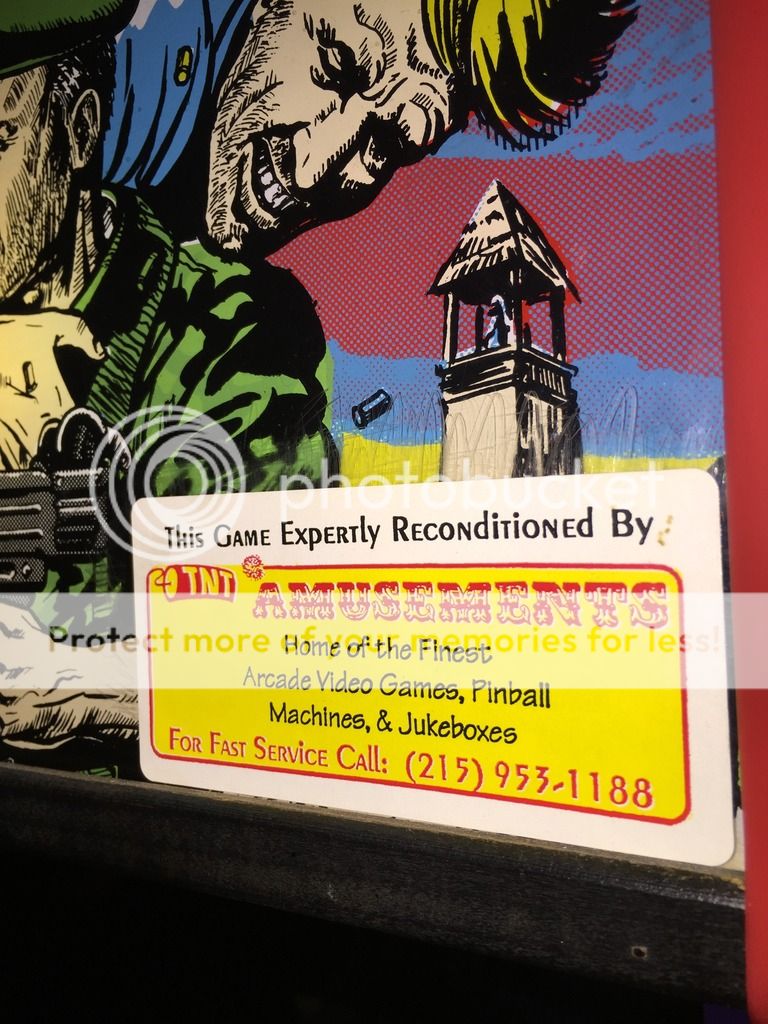 photobucket
This Game Expertly Reconditioned By:
Protect more of your memories for less!
TNT AMUSEMENTS
Home of the Finest
Arcade Video Games, Pinball
Machines, & Jukeboxes
For Fast Service Call: (215) 953-1188